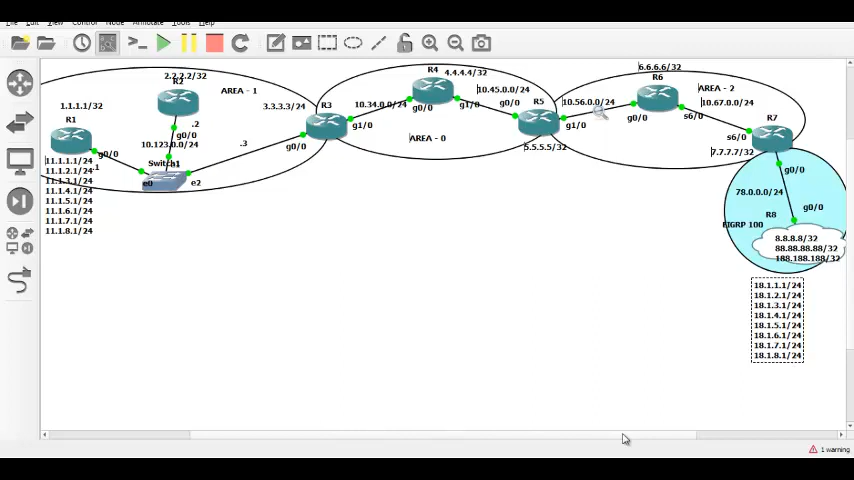 File Edit View Control Node Annotate Tools Help
6.6.6.6/32
2.2.2.2/32
R2
AREA - 1
R4
4.4.4.4/32
R6
1.1.1.1/32
R1
3.3.3.3/24
R3
10.34.0.0/24
g0/0
g1/0
10.45.0.0/24
g0/0
R5
10.56.0.0/24
AREA - 2
10.67.0.0/24
g0/0
s6/0
.2
g0/0
g1/0
g1/0
R7
s6/0
10.123.0.0/24
.3
g0/0
AREA - 0
5.5.5.5/32
7.7.7.7/32
g0/0
.1
Switch1
e0
e2
g0/0
11.1.1.1/24
11.1.2.1/24
11.1.3.1/24
11.1.4.1/24
11.1.5.1/24
11.1.6.1/24
11.1.7.1/24
11.1.8.1/24
78.0.0.0/24
g0/0
R8
EIGRP 100
8.8.8.8/32
88.88.88.88/32
188.188.188/32
18.1.1.1/24
18.1.2.1/24
18.1.3.1/24
18.1.4.1/24
18.1.5.1/24
18.1.6.1/24
18.1.7.1/24
18.1.8.1/24
1 warning